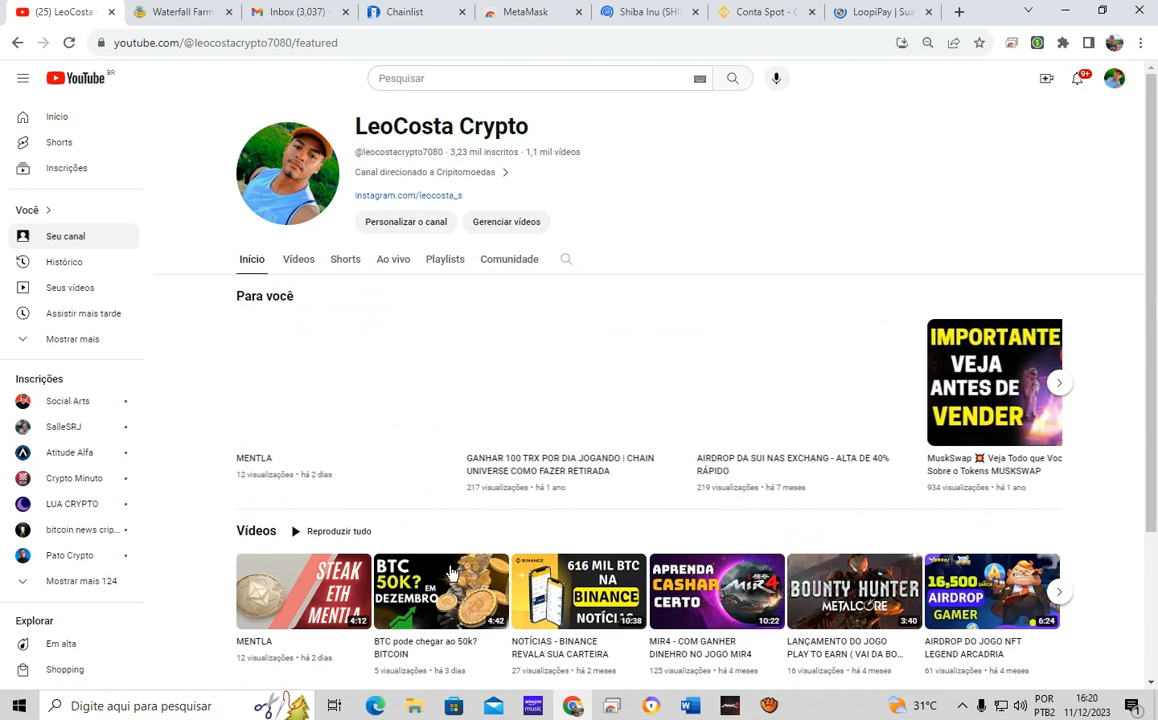 (25) LeoCosta
Waterfall Farm
Inbox (3,037)
Chainlist
MetaMask
Shiba Inu (SHI
Conta Spot - C
LoopiPay | Sua
youtube.com/@leocostacrypto7080/featured
YouTube BR
Pesquisar
9+
Início
Shorts
Inscrições
Você
Seu canal
Histórico
Seus vídeos
Assistir mais tarde
Mostrar mais
Inscrições
Social Arts
SalleSRJ
Atitude Alfa
Crypto Minuto
LUA CRYPTO
bitcoin news crip...
Pato Crypto
Mostrar mais 124
Explorar
Em alta
Shopping
LeoCosta Crypto
@leocostacrypto7080 · 3,23 mil inscritos · 1,1 mil vídeos
Canal direcionado a Criptomoedas
instagram.com/leocosta_s
Personalizar o canal
Gerenciar vídeos
Início
Vídeos
Shorts
Ao vivo
Playlists
Comunidade
Para você
MENTLA
12 visualizações · há 2 dias
GANHAR 100 TRX POR DIA JOGANDO | CHAIN
UNIVERSE COMO FAZER RETIRADA
217 visualizações · há 1 ano
AIRDROP DA SUI NAS EXCHANG - ALTA DE 40%
RÁPIDO
219 visualizações · há 7 meses
IMPORTANTE
VEJA
ANTES DE
VENDER
MuskSwap 💥 Veja Todo que Voc
Sobre o Tokens MUSKSWAP
934 visualizações · há 1 ano
Vídeos
Reproduzir tudo
STEAK
ETH
MENTLA
4:12
MENTLA
12 visualizações · há 2 dias
BTC
50K?
EM
DEZEMBRO
4:42
BTC pode chegar ao 50k?
BITCOIN
5 visualizações · há 3 dias
BINANCE
616 MIL BTC
NA
BINANCE
10:38
NOTÍCIAS - BINANCE
REVALA SUA CARTEIRA
27 visualizações · há 2 meses
APRENDA
CASHAR
CERTO
MIR4
10:22
MIR4 - COM GANHER
DINEHRO NO JOGO MIR4
125 visualizações · há 4 meses
BOUNTY HUNTER
METALCORE
3:40
LANÇAMENTO DO JOGO
PLAY TO EARN ( VAI DA BO...
16 visualizações · há 4 meses
16,500
AIRDROP
GAMER
6:24
AIRDROP DO JOGO NFT
LEGEND ARCADRIA
61 visualizações · há 4 meses
Digite aqui para pesquisar
amazon music
31°C
POR
PTB2
16:20
11/12/2023
1